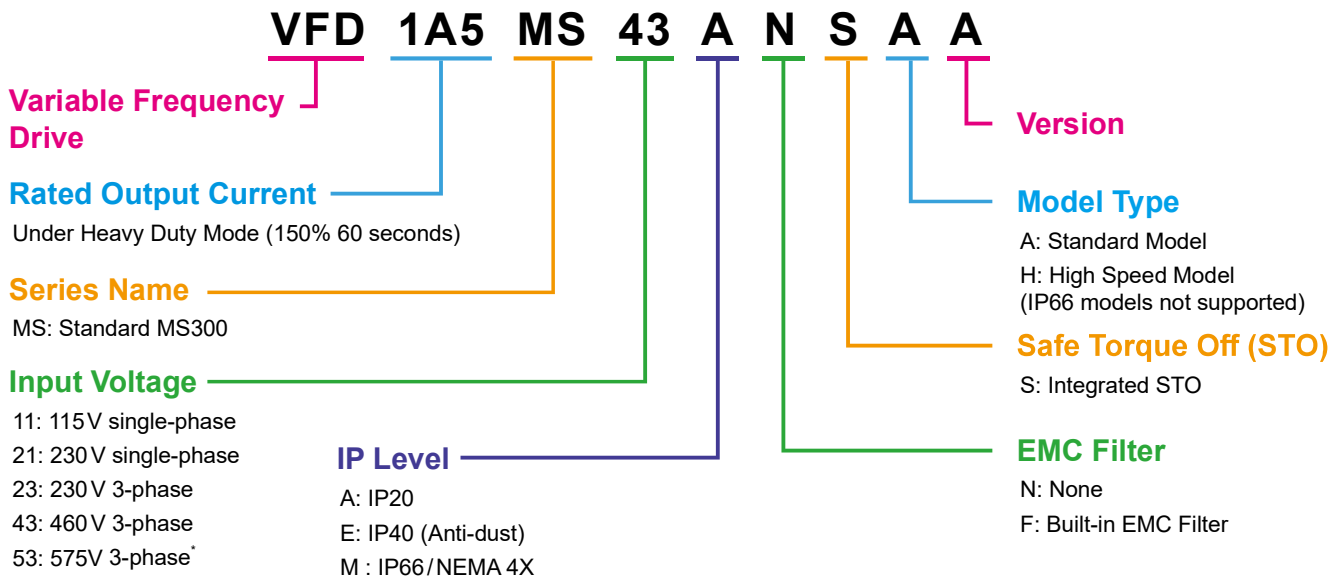 VFD 1A5 MS 43 A N S A A
Variable Frequency
Drive
Rated Output Current
Under Heavy Duty Mode (150% 60 seconds)
Series Name
MS: Standard MS300
Input Voltage
11: 115V single-phase
21: 230V single-phase
23: 230V 3-phase
43: 460V 3-phase
53: 575V 3-phase*
IP Level
A: IP20
E: IP40 (Anti-dust)
M : IP66/NEMA 4X
Version
Model Type
A: Standard Model
H: High Speed Model
(IP66 models not supported)
Safe Torque Off (STO)
S: Integrated STO
EMC Filter
N: None
F: Built-in EMC Filter